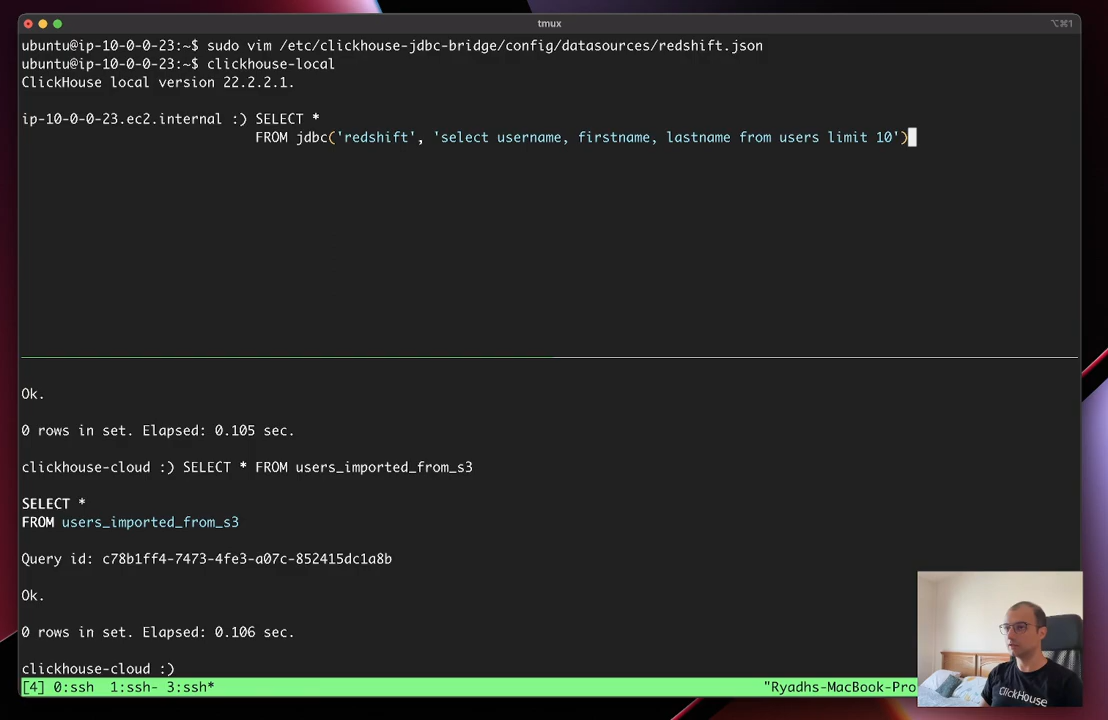 tmux
⌥⌘1
ubuntu@ip-10-0-0-23:~$ sudo vim /etc/clickhouse-jdbc-bridge/config/datasources/redshift.json
ubuntu@ip-10-0-0-23:~$ clickhouse-local
ClickHouse local version 22.2.2.1.
ip-10-0-0-23.ec2.internal :) SELECT *
FROM jdbc('redshift', 'select username, firstname, lastname from users limit 10')
Ok.
0 rows in set. Elapsed: 0.105 sec.
clickhouse-cloud :) SELECT * FROM users_imported_from_s3
SELECT *
FROM users_imported_from_s3
Query id: c78b1ff4-7473-4fe3-a07c-852415dc1a8b
Ok.
0 rows in set. Elapsed: 0.106 sec.
clickhouse-cloud :)
[4] 0:ssh  1:ssh- 3:ssh*
"Ryadhs-MacBook-Pro
ClickHouse